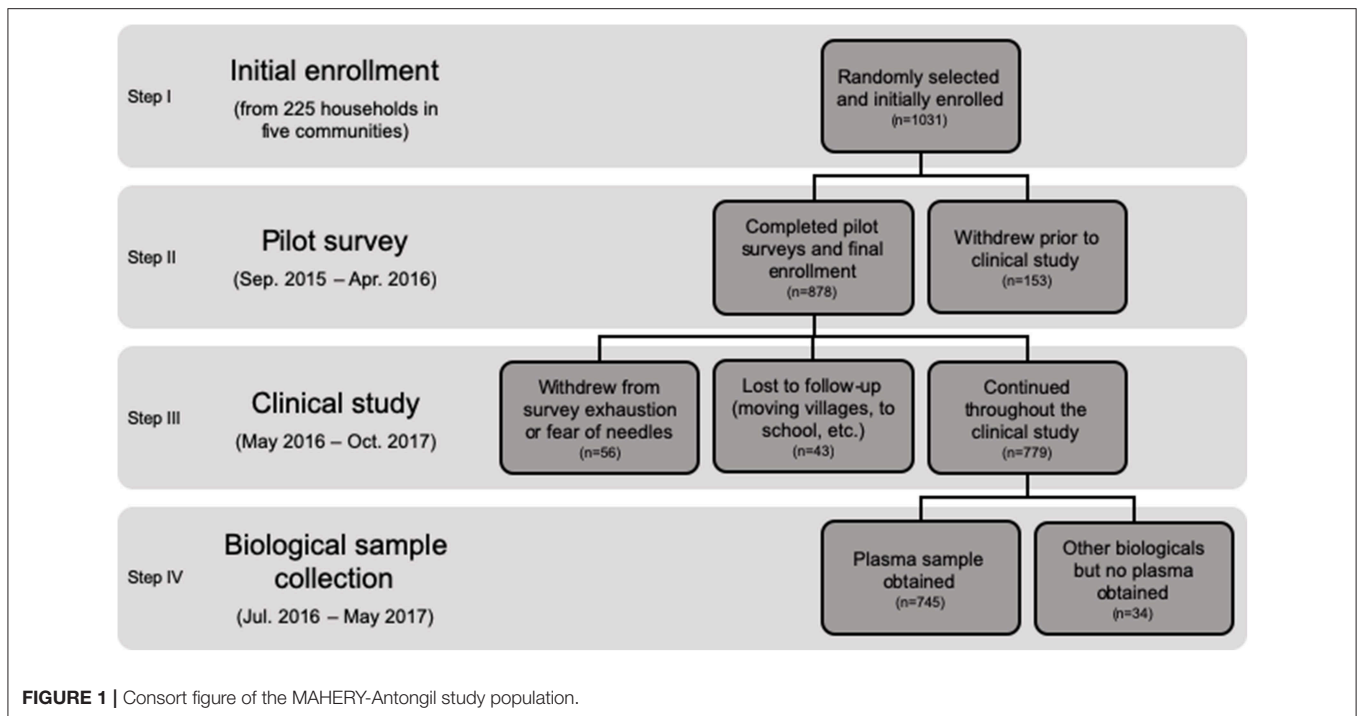 Step I
Initial enrollment
(from 225 households in
five communities)
Randomly selected
and initially enrolled
(n=1031)
Step II
Pilot survey
(Sep. 2015 – Apr. 2016)
Completed pilot
surveys and final
enrollment
(n=878)
Withdrew prior to
clinical study
(n=153)
Step III
Clinical study
(May 2016 – Oct. 2017)
Withdrew from
survey exhaustion
or fear of needles
(n=56)
Lost to follow-up
(moving villages, to
school, etc.)
(n=43)
Continued
throughout the
clinical study
(n=779)
Step IV
Biological sample
collection
(Jul. 2016 – May 2017)
Plasma sample
obtained
(n=745)
Other biologicals
but no plasma
obtained
(n=34)
FIGURE 1 | Consort figure of the MAHERY-Antongil study population.